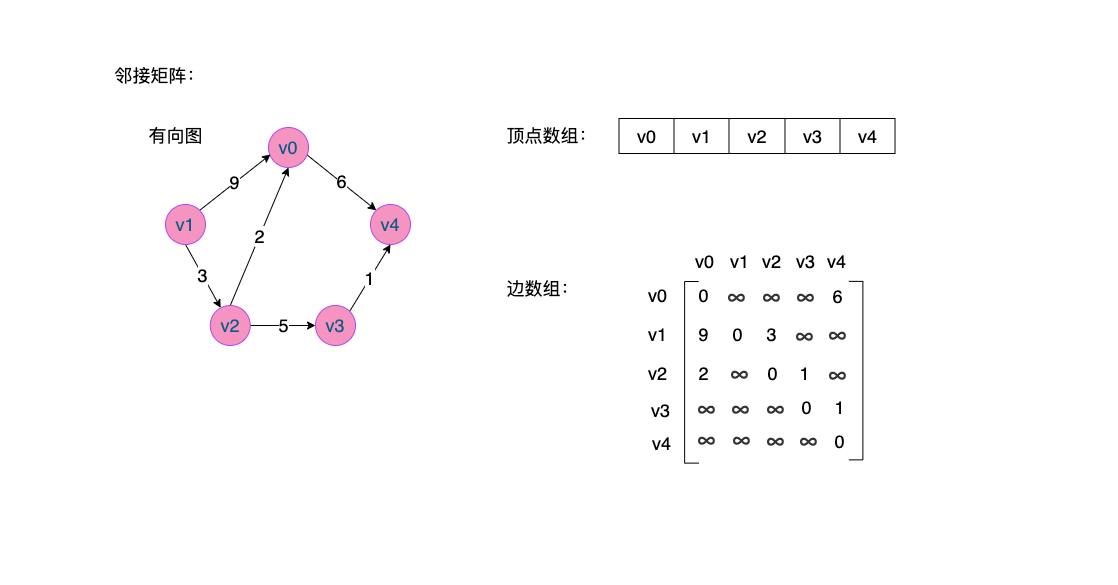 邻接矩阵：
有向图
v0
9
6
v1
v4
2
3
1
v2
5
v3
顶点数组： v0 v1 v2 v3 v4
边数组：
v0 v1 v2 v3 v4
v0 0 ∞ ∞ ∞ 6
v1 9 0 3 ∞ ∞
v2 2 ∞ 0 1 ∞
v3 ∞ ∞ ∞ 0 1
v4 ∞ ∞ ∞ ∞ 0